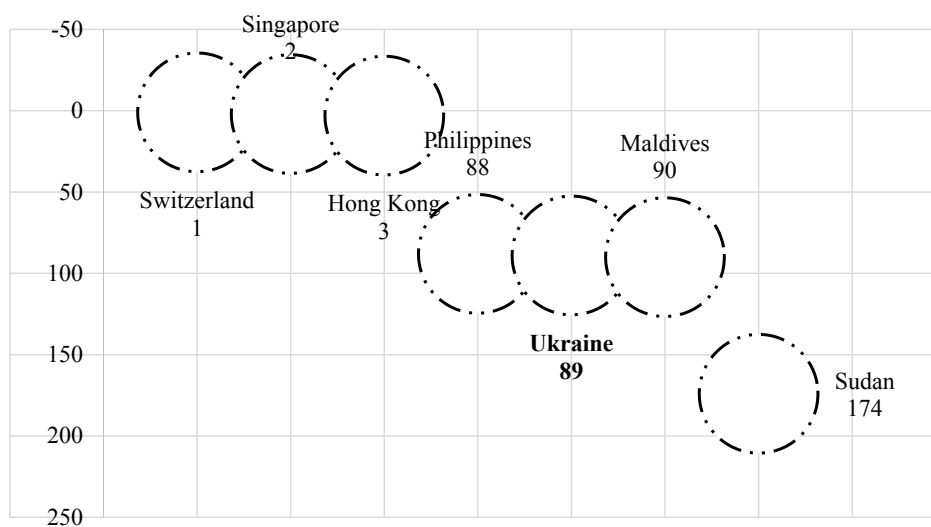 -50
Singapore
2
0
Philippines
88
Maldives
90
50
Switzerland
1
Hong Kong
3
100
150
Ukraine
89
Sudan
174
200
250